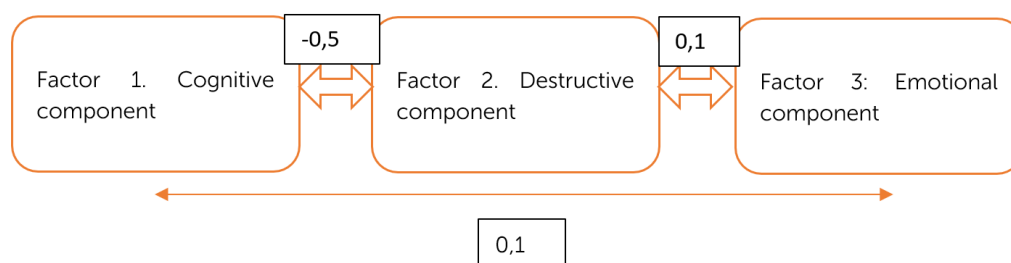 -0,5
0,1
Factor 1. Cognitive
component
Factor 2. Destructive
component
Factor 3: Emotional
component
0,1